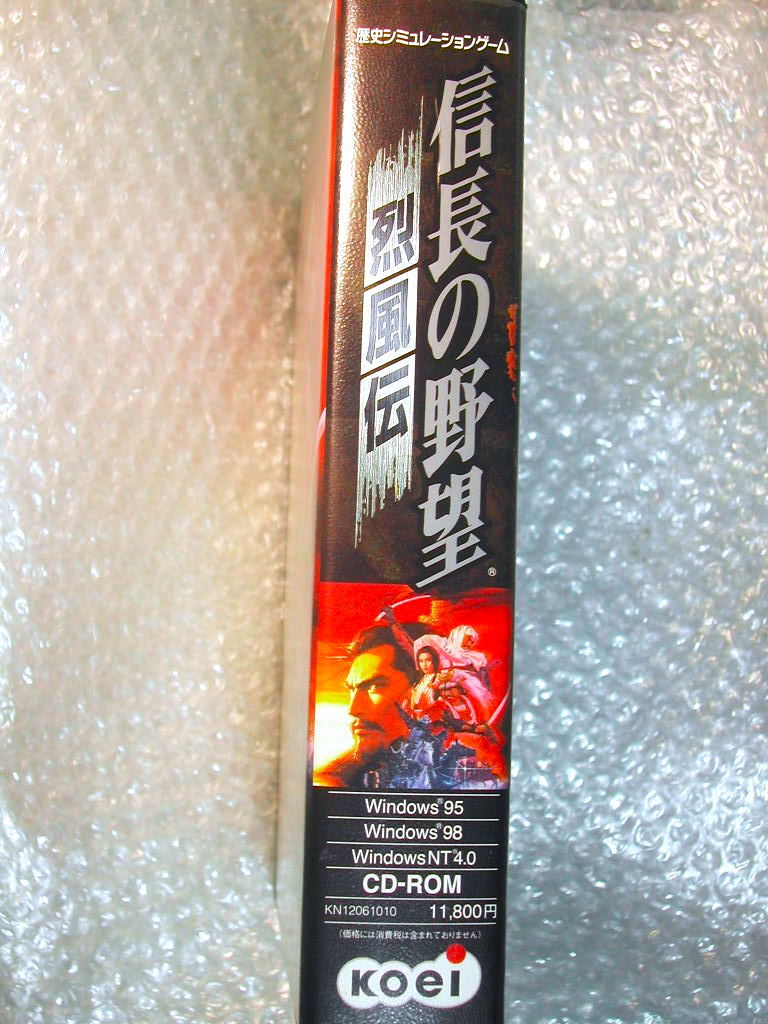 歴史シミュレーションゲーム
信長の野望®
烈風伝
Windows®95
Windows®98
WindowsNT®4.0
CD-ROM
KN12061010 11,800円
(価格には消費税は含まれておりません)
KOEI